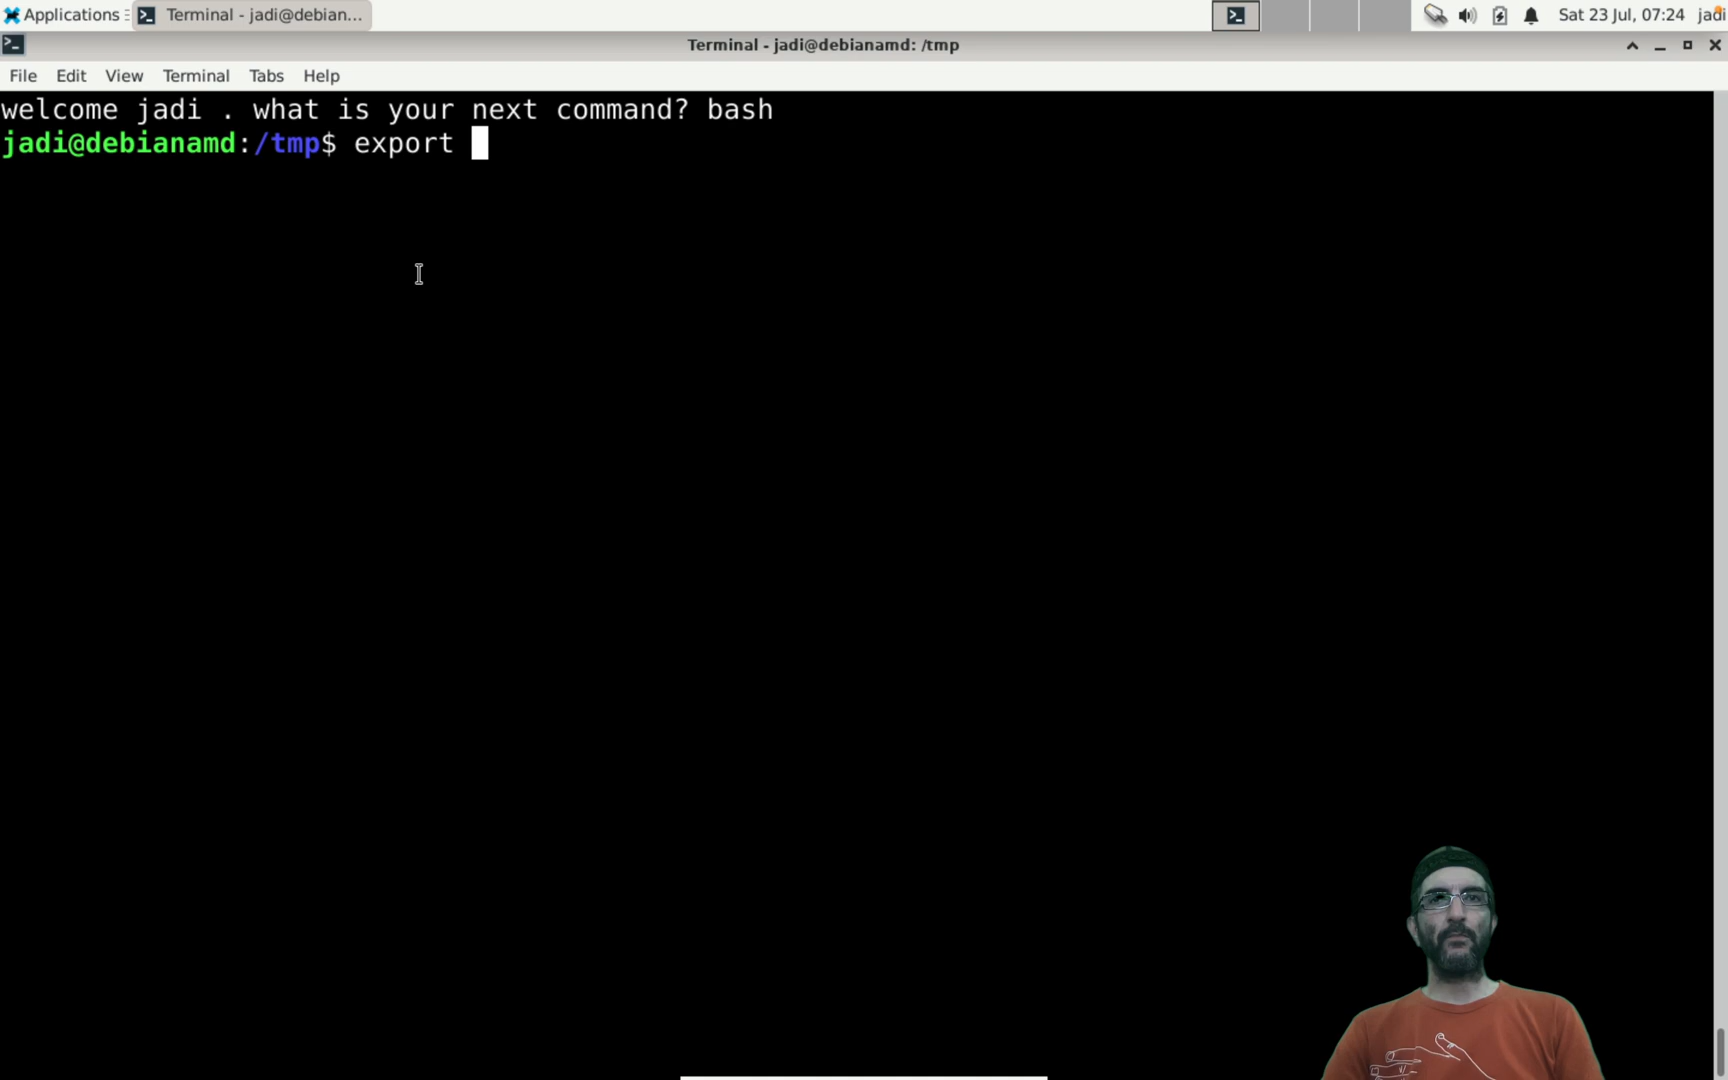 Applications Terminal - jadi@debian... Sat 23 Jul, 07:24 jadi
Terminal - jadi@debianamd: /tmp
File Edit View Terminal Tabs Help
welcome jadi . what is your next command? bash
jadi@debianamd:/tmp$ export